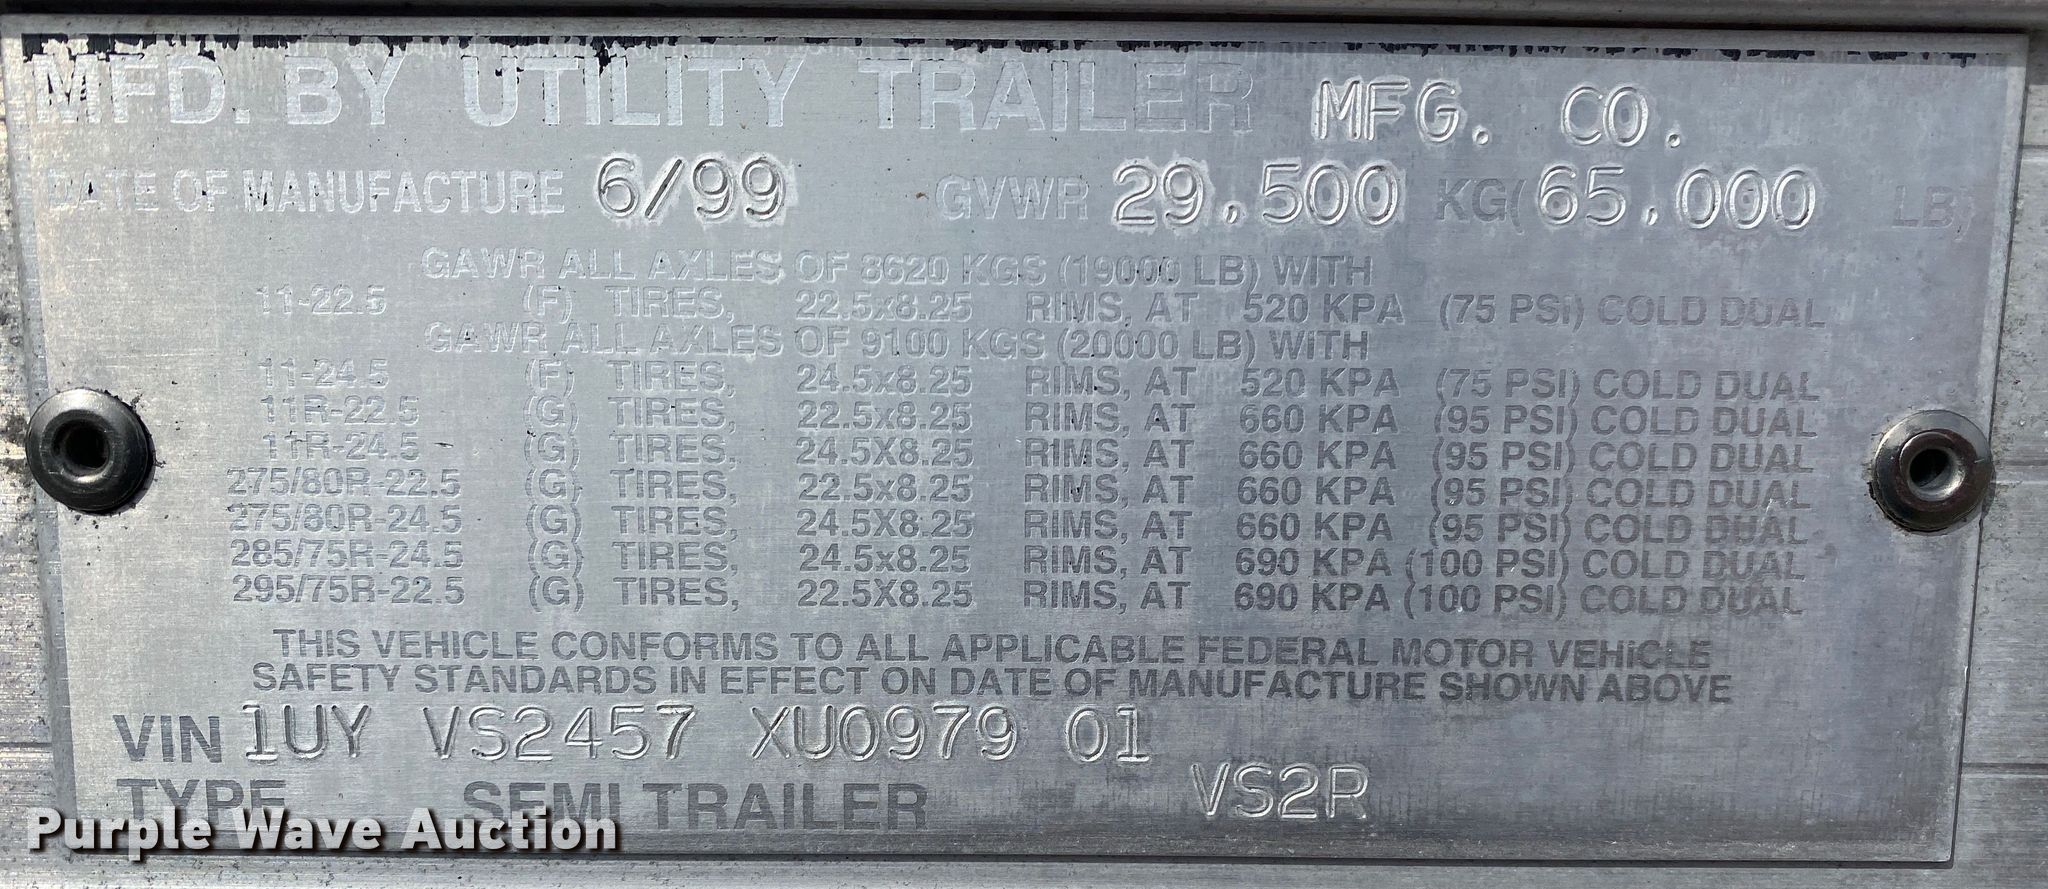 MFD. BY UTILITY TRAILER MFG. CO.
DATE OF MANUFACTURE 6/99 GVWR 29.500 KG( 65.000 LB)
GAWR ALL AXLES OF 8620 KGS (19000 LB) WITH
11-22.5 (F) TIRES, 22.5x8.25 RIMS, AT 520 KPA (75 PSI) COLD DUAL
GAWR ALL AXLES OF 9100 KGS (20000 LB) WITH
11-24.5 (F) TIRES, 24.5x8.25 RIMS, AT 520 KPA (75 PSI) COLD DUAL
11R-22.5 (G) TIRES, 22.5x8.25 RIMS, AT 660 KPA (95 PSI) COLD DUAL
11R-24.5 (G) TIRES, 24.5X8.25 RIMS, AT 660 KPA (95 PSI) COLD DUAL
275/80R-22.5 (G) TIRES, 22.5x8.25 RIMS, AT 660 KPA (95 PSI) COLD DUAL
275/80R-24.5 (G) TIRES, 24.5X8.25 RIMS, AT 660 KPA (95 PSI) COLD DUAL
285/75R-24.5 (G) TIRES, 24.5x8.25 RIMS, AT 690 KPA (100 PSI) COLD DUAL
295/75R-22.5 (G) TIRES, 22.5X8.25 RIMS, AT 690 KPA (100 PSI) COLD DUAL
THIS VEHICLE CONFORMS TO ALL APPLICABLE FEDERAL MOTOR VEHICLE
SAFETY STANDARDS IN EFFECT ON DATE OF MANUFACTURE SHOWN ABOVE
VIN 1UY VS2457 XU0979 01
TYPE SEMI TRAILER VS2R
Purple Wave Auction